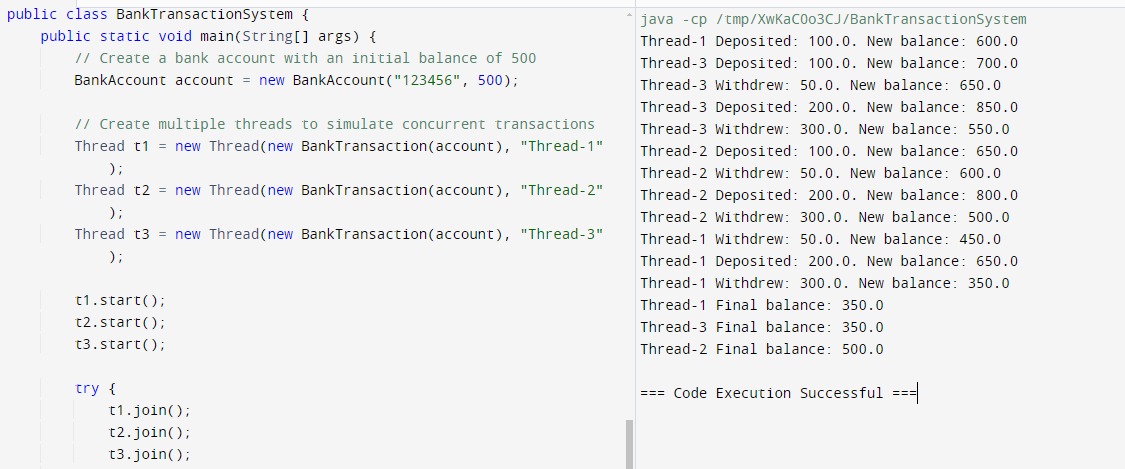 public class BankTransactionSystem {
public static void main(String[] args) {
// Create a bank account with an initial balance of 500
BankAccount account = new BankAccount("123456", 500);
// Create multiple threads to simulate concurrent transactions
Thread t1 = new Thread(new BankTransaction(account), "Thread-1"
);
Thread t2 = new Thread(new BankTransaction(account), "Thread-2"
);
Thread t3 = new Thread(new BankTransaction(account), "Thread-3"
);
t1.start();
t2.start();
t3.start();
try {
t1.join();
t2.join();
t3.join();
java -cp /tmp/XwKaCOo3CJ/BankTransactionSystem
Thread-1 Deposited: 100.0. New balance: 600.0
Thread-3 Deposited: 100.0. New balance: 700.0
Thread-3 Withdrew: 50.0. New balance: 650.0
Thread-3 Deposited: 200.0. New balance: 850.0
Thread-3 Withdrew: 300.0. New balance: 550.0
Thread-2 Deposited: 100.0. New balance: 650.0
Thread-2 Withdrew: 50.0. New balance: 600.0
Thread-2 Deposited: 200.0. New balance: 800.0
Thread-2 Withdrew: 300.0. New balance: 500.0
Thread-1 Withdrew: 50.0. New balance: 450.0
Thread-1 Deposited: 200.0. New balance: 650.0
Thread-1 Withdrew: 300.0. New balance: 350.0
Thread-1 Final balance: 350.0
Thread-3 Final balance: 350.0
Thread-2 Final balance: 500.0
=== Code Execution Successful ===